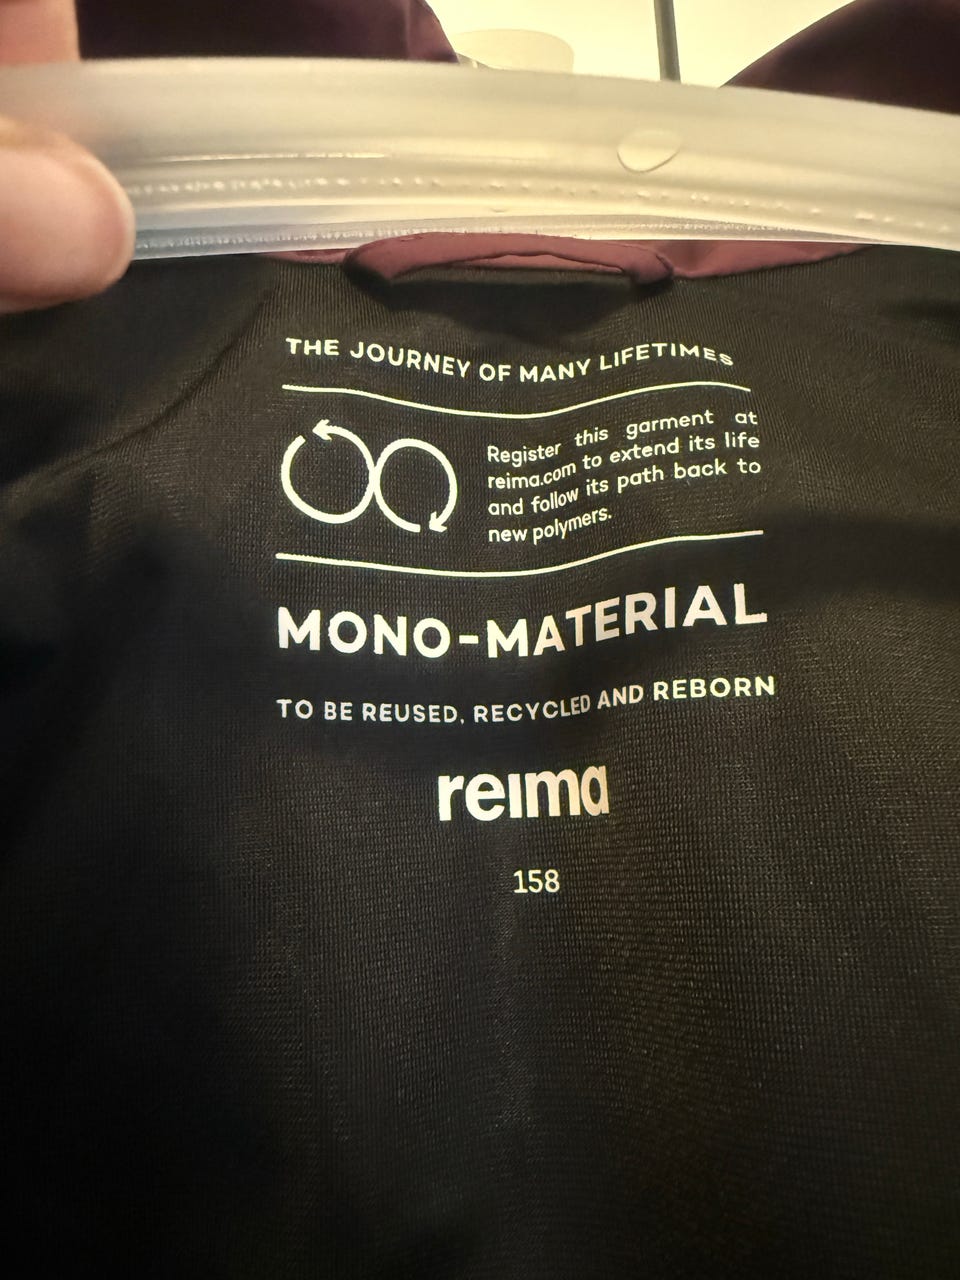 THE JOURNEY OF MANY LIFETIMES
Register this garment at
reima.com to extend its life
and follow its path back to
new polymers.
MONO-MATERIAL
TO BE REUSED, RECYCLED AND REBORN
reima
158